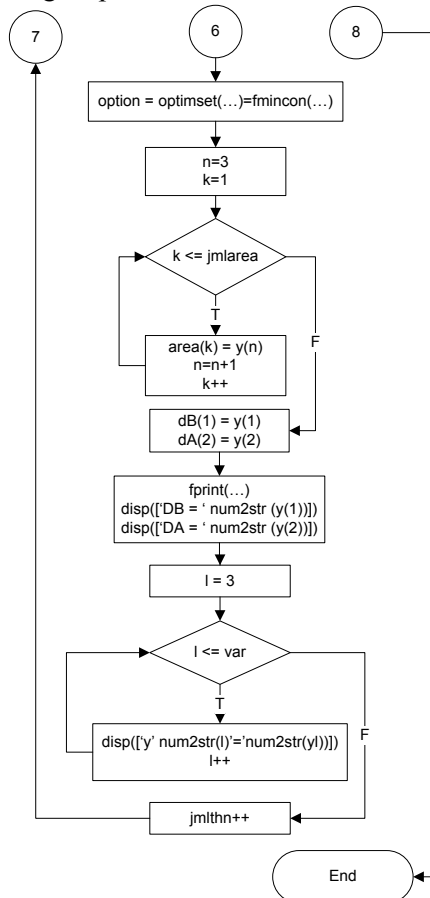 7
6
8
option = optimset(…)=fmincon(…)
n=3
k=1
k <= jmlarea
T
F
area(k) = y(n)
n=n+1
k++
dB(1) = y(1)
dA(2) = y(2)
fprint(…)
disp([‘DB = ‘ num2str (y(1))])
disp([‘DA = ‘ num2str (y(2))])
l = 3
l <= var
T
F
disp([‘y’ num2str(l)’=’num2str(yl))])
l++
jmlthn++
End